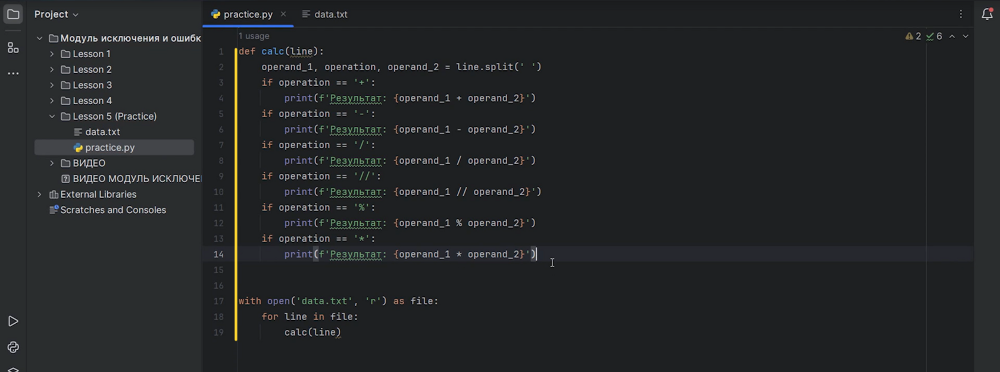 Project
practice.py
data.txt
Модуль исключения и ошибк
Lesson 1
Lesson 2
Lesson 3
Lesson 4
Lesson 5 (Practice)
data.txt
practice.py
ВИДЕО
ВИДЕО МОДУЛЬ ИСКЛЮЧЕ
External Libraries
Scratches and Consoles
1 usage
2 6
1 def calc(line):
2 operand_1, operation, operand_2 = line.split(' ')
3 if operation == '+':
4 print(f'Результат: {operand_1 + operand_2}')
5 if operation == '-':
6 print(f'Результат: {operand_1 - operand_2}')
7 if operation == '/':
8 print(f'Результат: {operand_1 / operand_2}')
9 if operation == '//':
10 print(f'Результат: {operand_1 // operand_2}')
11 if operation == '%':
12 print(f'Результат: {operand_1 % operand_2}')
13 if operation == '*':
14 print(f'Результат: {operand_1 * operand_2}')
15
16
17 with open('data.txt', 'r') as file:
18 for line in file:
19 calc(line)